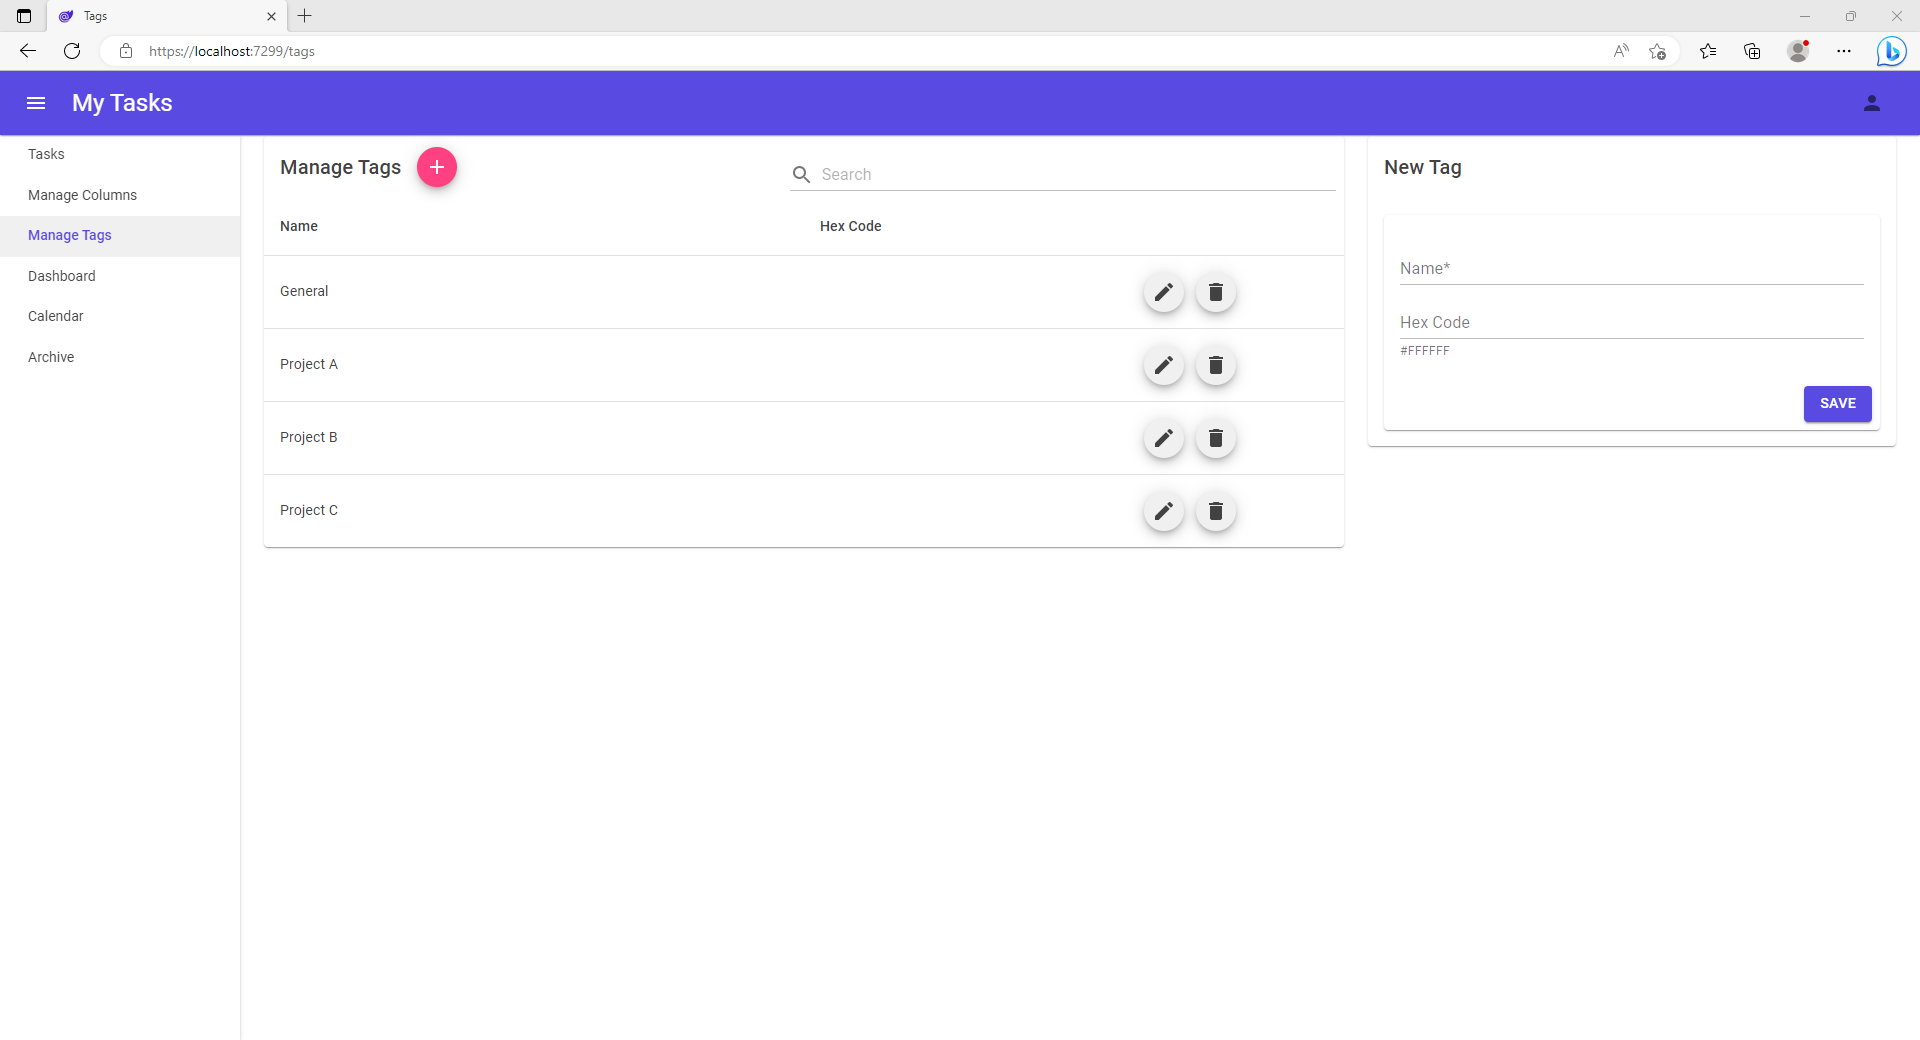 Tags
https://localhost:7299/tags
My Tasks
Tasks
Manage Columns
Manage Tags
Dashboard
Calendar
Archive
Manage Tags
Search
Name Hex Code
General
Project A
Project B
Project C
New Tag
Name*
Hex Code
#FFFFFF
SAVE